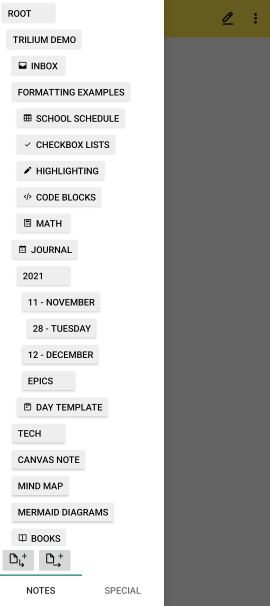 ROOT
TRILIUM DEMO
INBOX
FORMATTING EXAMPLES
SCHOOL SCHEDULE
CHECKBOX LISTS
HIGHLIGHTING
CODE BLOCKS
MATH
JOURNAL
2021
11 - NOVEMBER
28 - TUESDAY
12 - DECEMBER
EPICS
DAY TEMPLATE
TECH
CANVAS NOTE
MIND MAP
MERMAID DIAGRAMS
BOOKS
NOTES
SPECIAL